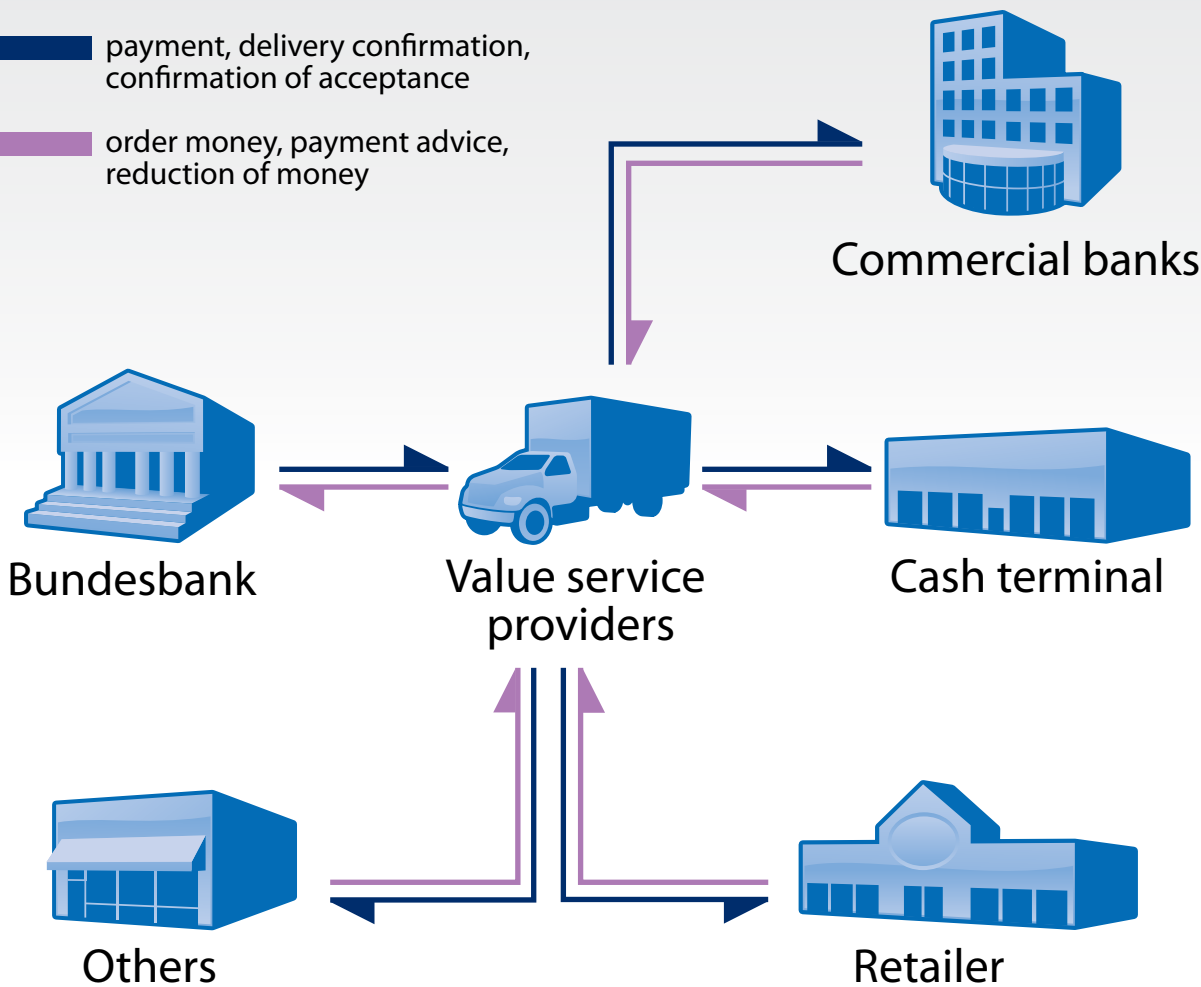 payment, delivery confirmation,
confirmation of acceptance
order money, payment advice,
reduction of money
Commercial banks
Bundesbank
Value service
providers
Cash terminal
Others
Retailer